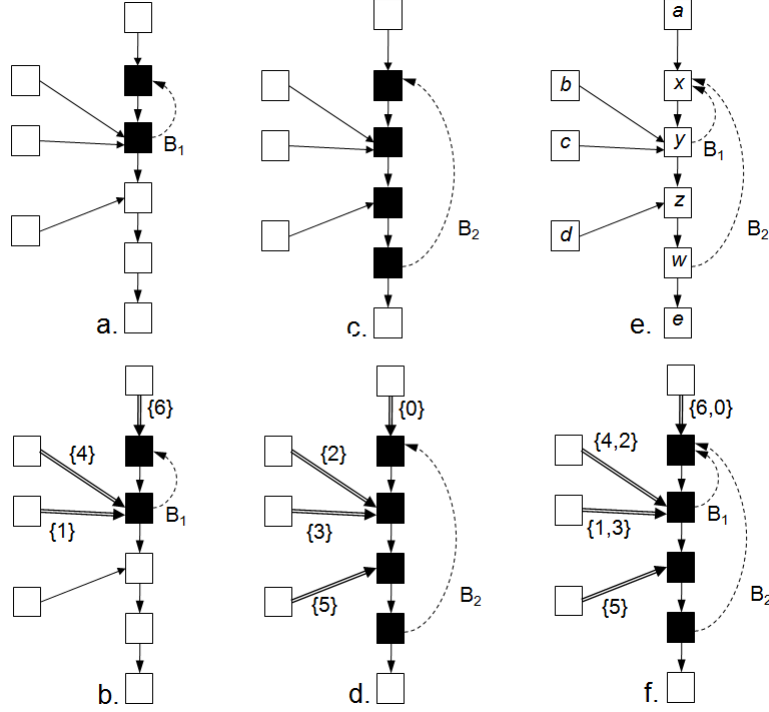 B1
a.
B2
c.
a
b
x
c
y
B1
d
z
B2
w
e
e.
{6}
{4}
{1}
B1
b.
{0}
{2}
{3}
{5}
B2
d.
{6,0}
{4,2}
{1,3}
B1
{5}
B2
f.